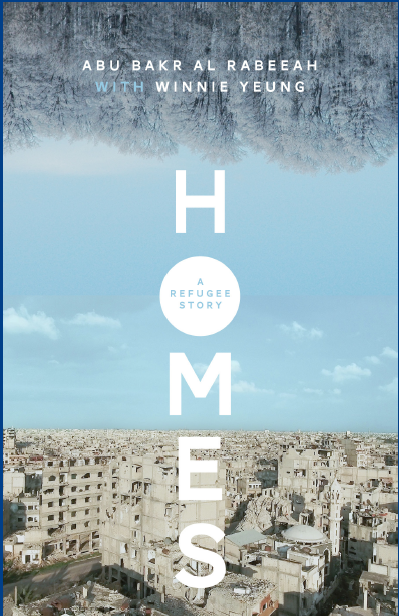 ABU BAKR AL RABEEAH
WITH WINNIE YEUNG
H
A
REFUGEE
STORY
M
E
S